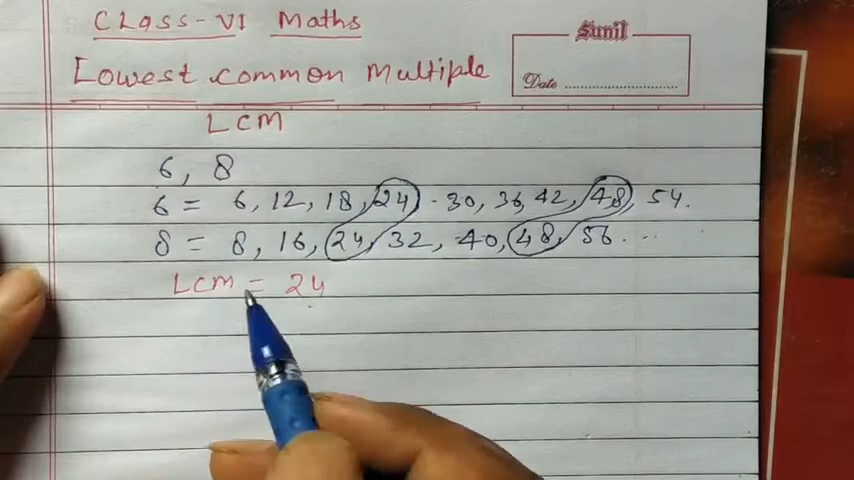 Class-VI Maths
Sunil
Lowest common Multiple
Date
LCM
6, 8
6 = 6, 12, 18, 24, 30, 36, 42, 48, 54.
8 = 8, 16, 24, 32, 40, 48, 56...
LCM = 24